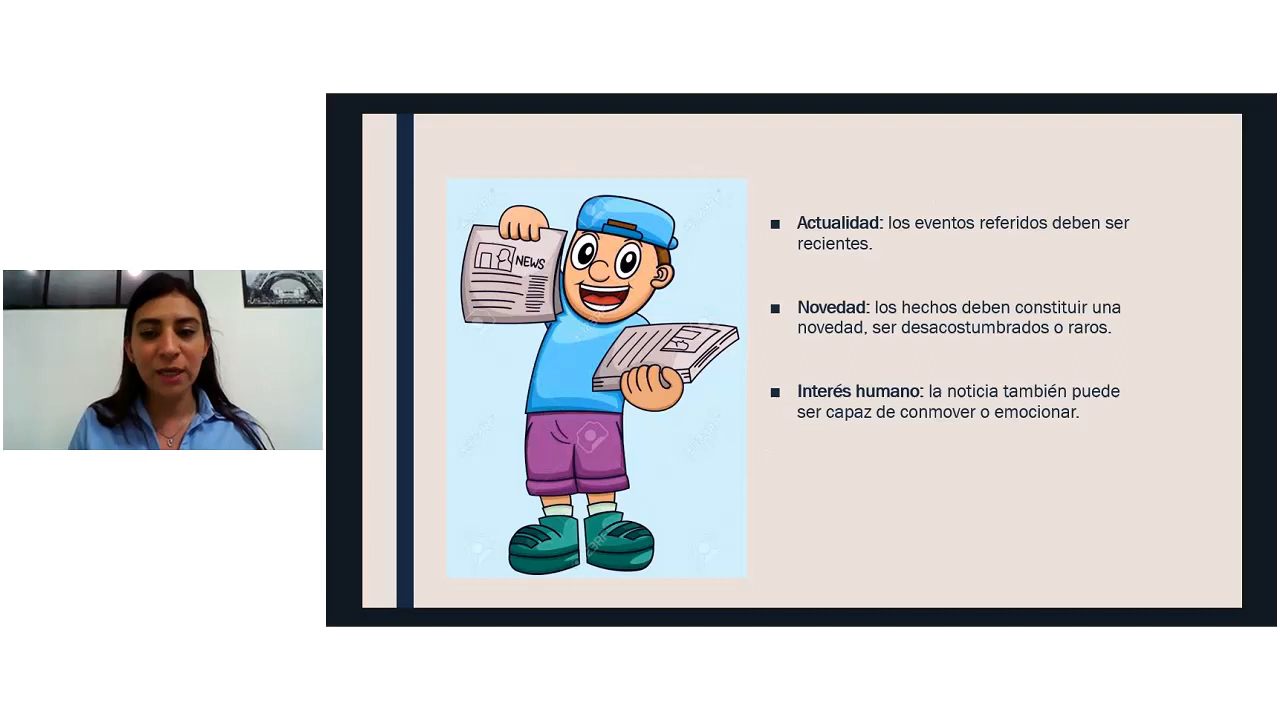 NEWS
■ Actualidad: los eventos referidos deben ser
recientes.
■ Novedad: los hechos deben constituir una
novedad, ser desacostumbrados o raros.
■ Interés humano: la noticia también puede
ser capaz de conmover o emocionar.